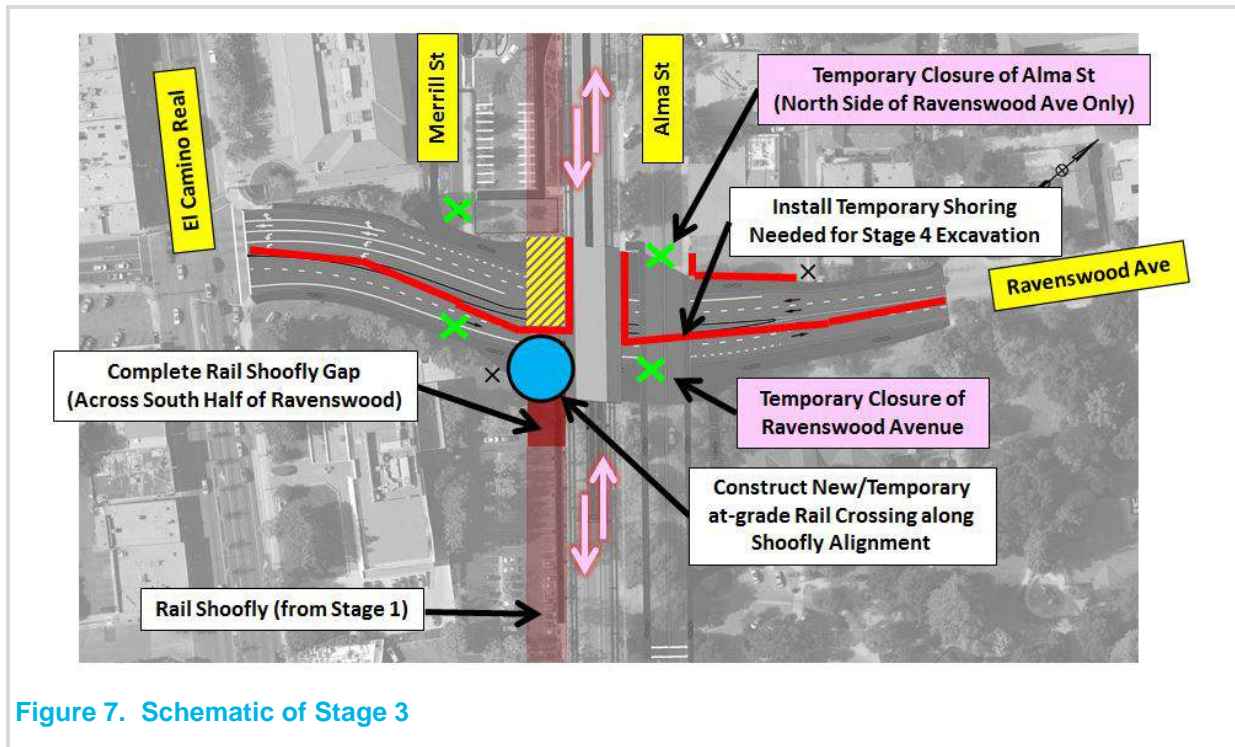 El Camino Real
Merrill St
Alma St
Temporary Closure of Alma St
(North Side of Ravenswood Ave Only)
Install Temporary Shoring
Needed for Stage 4 Excavation
Ravenswood Ave
Complete Rail Shoofly Gap
(Across South Half of Ravenswood)
Temporary Closure of
Ravenswood Avenue
Construct New/Temporary
at-grade Rail Crossing along
Shoofly Alignment
Rail Shoofly (from Stage 1)
Figure 7. Schematic of Stage 3